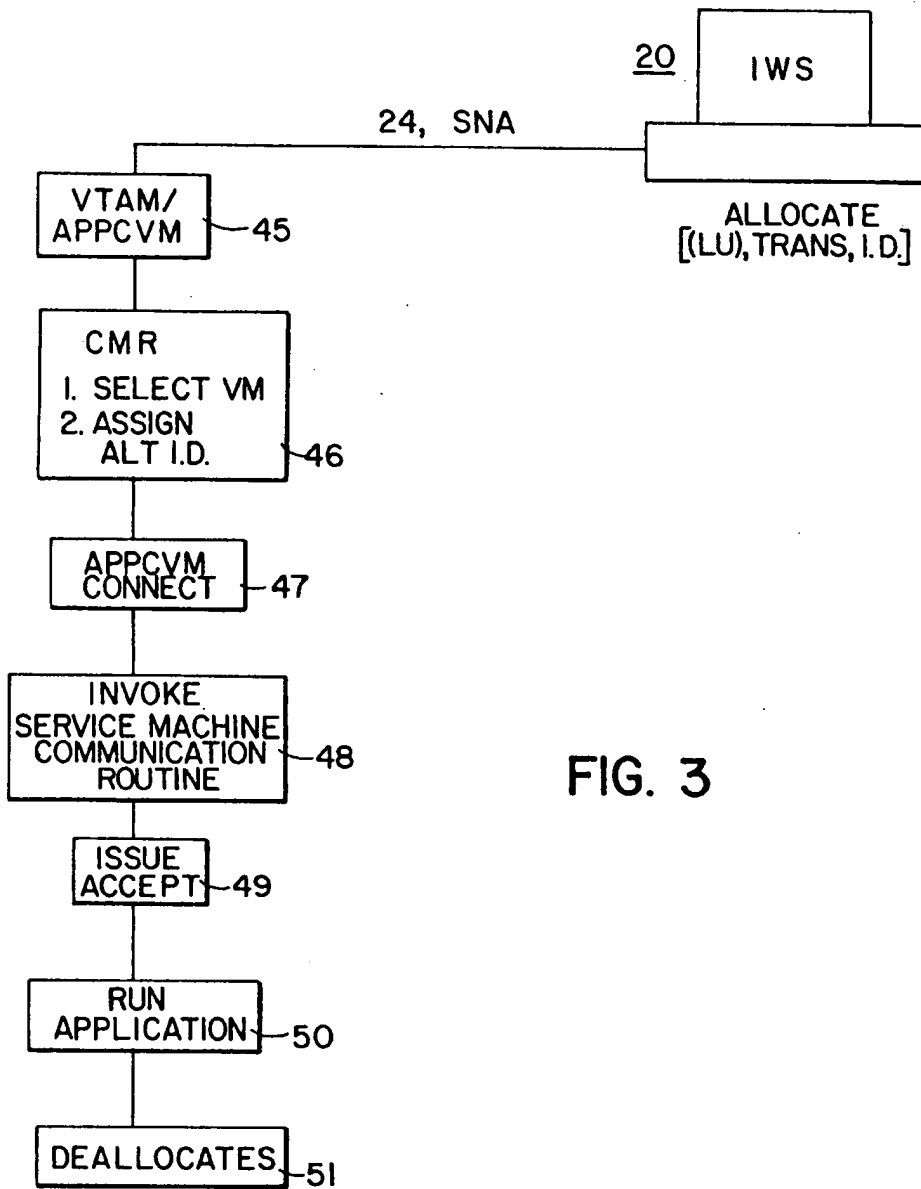 20
IWS
24, SNA
ALLOCATE
[(LU), TRANS, I.D.]
VTAM/
APPCVM
45
CMR
1. SELECT VM
2. ASSIGN
ALT I.D.
46
APPCVM
CONNECT
47
INVOKE
SERVICE MACHINE
COMMUNICATION
ROUTINE
48
ISSUE
ACCEPT
49
RUN
APPLICATION
50
DEALLOCATES
51
FIG. 3